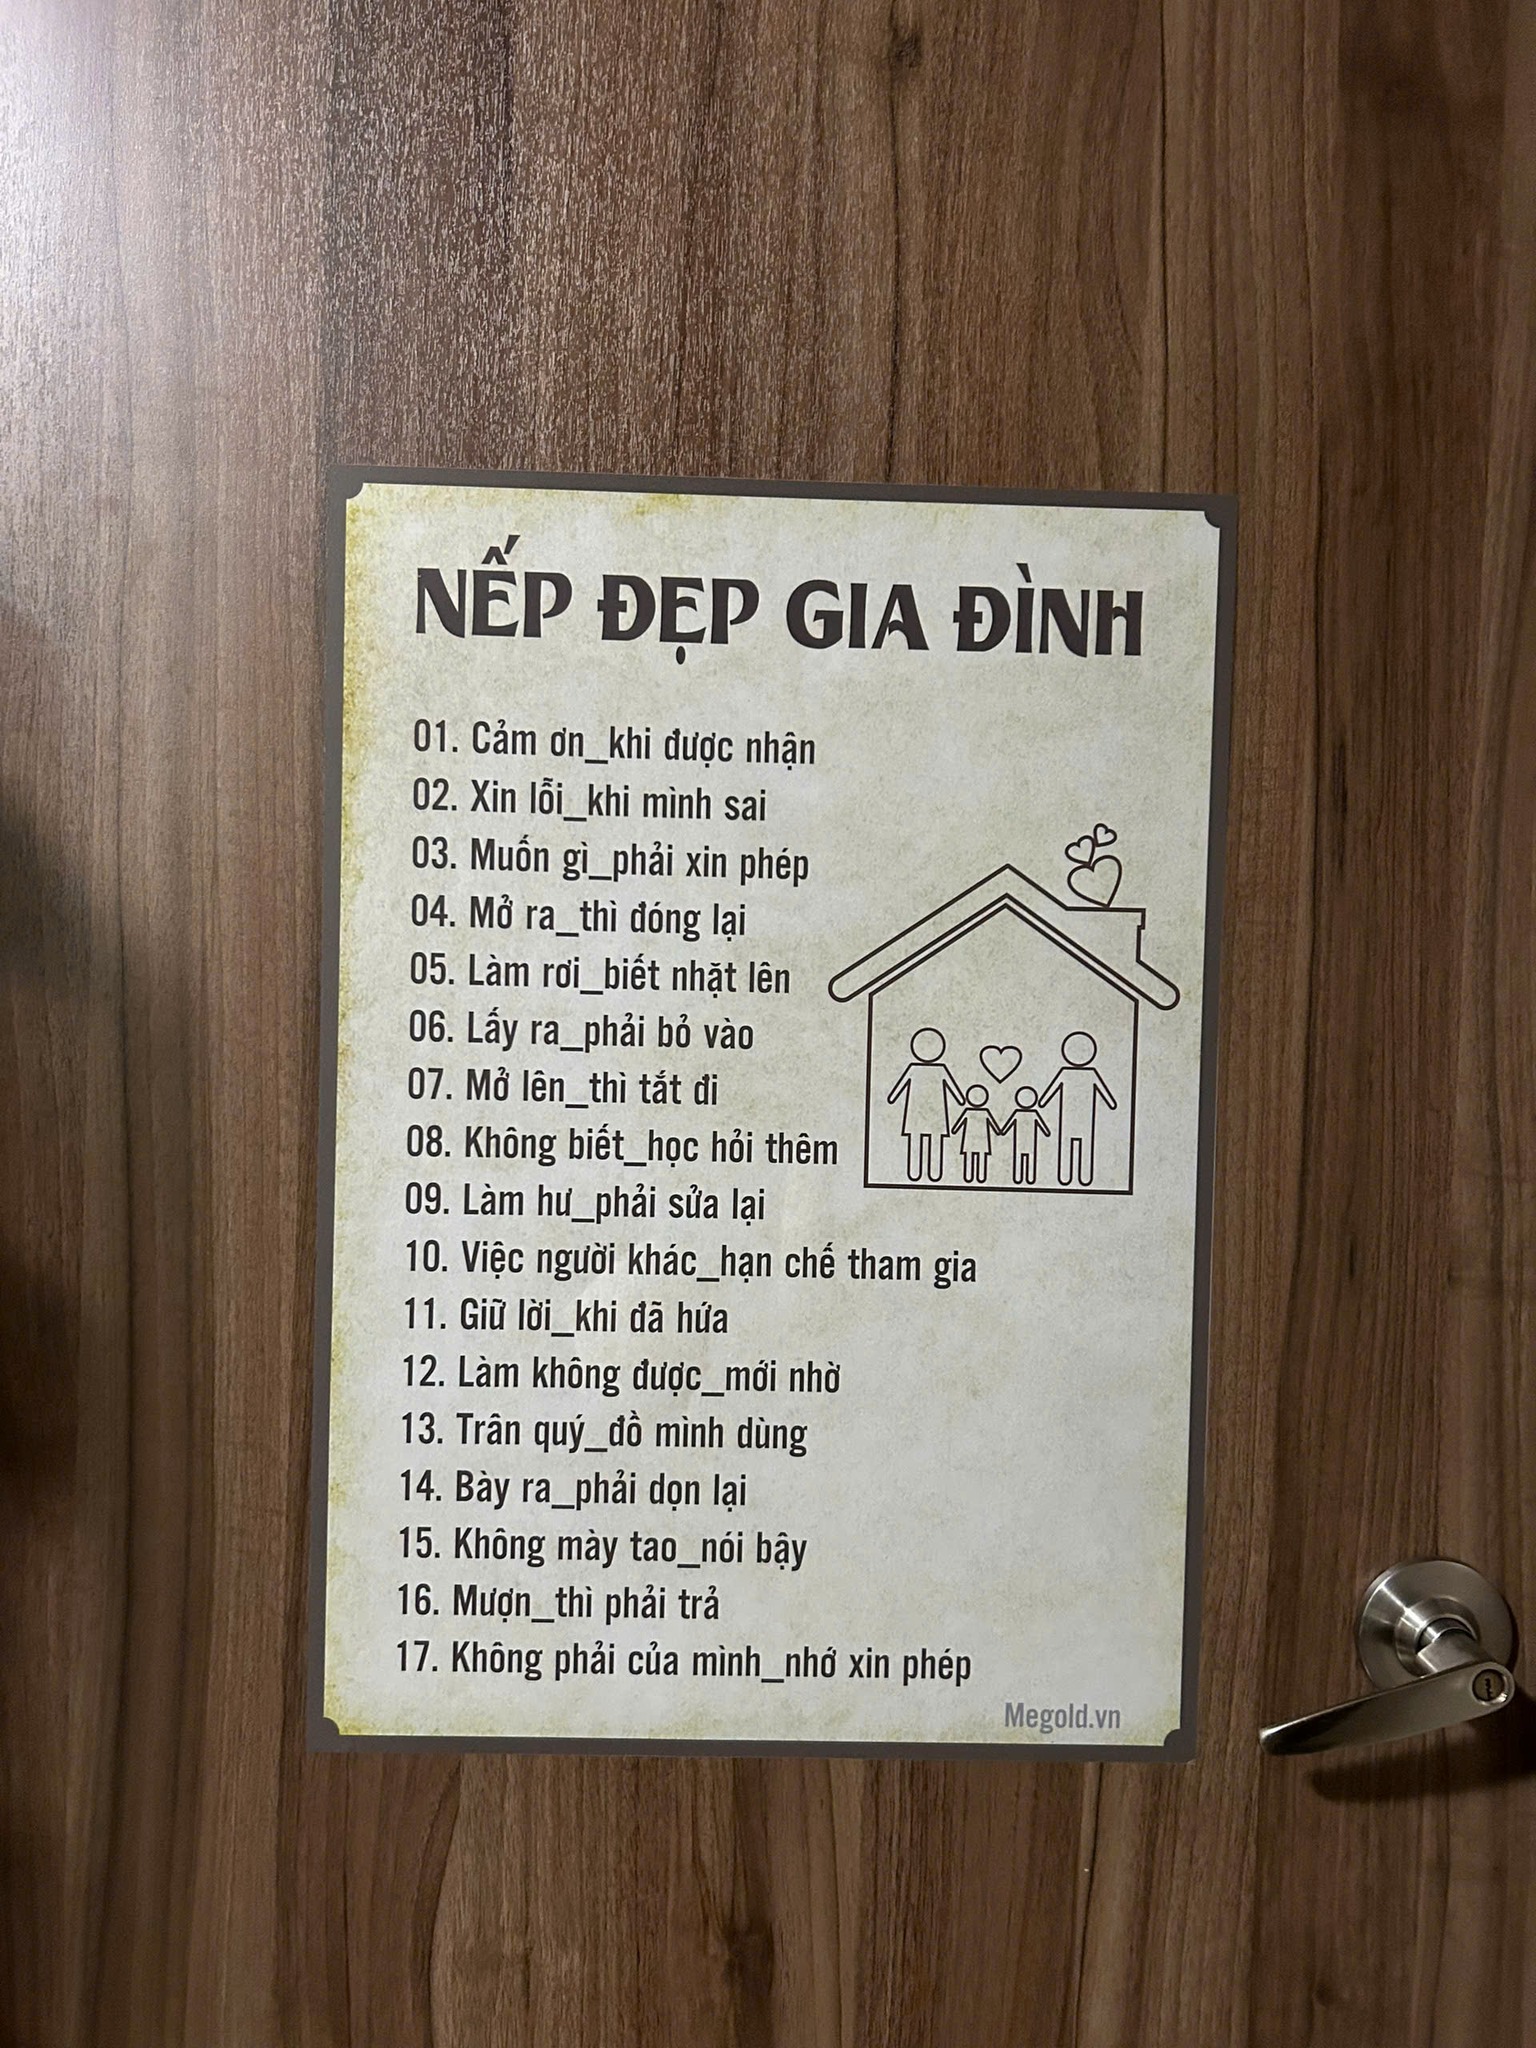 NẾP ĐẸP GIA ĐÌNH
01. Cảm ơn_khi được nhận
02. Xin lỗi_khi mình sai
03. Muốn gì_phải xin phép
04. Mở ra_thì đóng lại
05. Làm rơi_biết nhặt lên
06. Lấy ra_phải bỏ vào
07. Mở lên_thì tắt đi
08. Không biết_học hỏi thêm
09. Làm hư_phải sửa lại
10. Việc người khác_hạn chế tham gia
11. Giữ lời_khi đã hứa
12. Làm không được_mới nhờ
13. Trân quý_đồ mình dùng
14. Bày ra_phải dọn lại
15. Không mày tao_nói bậy
16. Mượn_thì phải trả
17. Không phải của mình_nhớ xin phép
Megold.vn